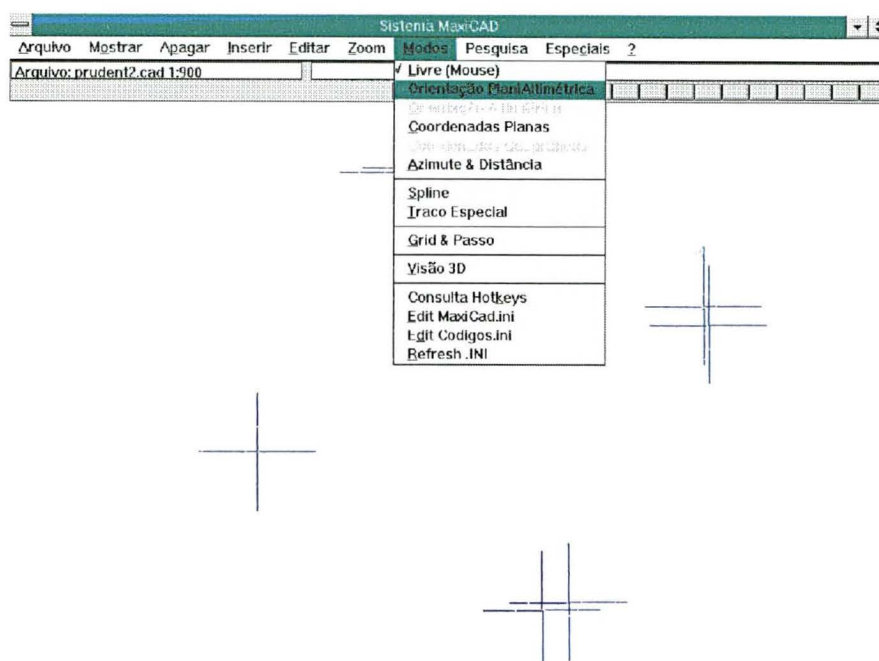 Sistema MaxiCAD
Arquivo Mostrar Apagar Inserir Editar Zoom Modos Pesquisa Especiais ?
Arquivo: prudent2.cad 1:900
√ Livre (Mouse)
Orientação PlaniAltimétrica
Orientação Altimétrica
Coordenadas Planas
Azimute & Distância
Spline
Traco Especial
Grid & Passo
Visão 3D
Consulta Hotkeys
Edit MaxiCad.ini
Edit Codigos.ini
Refresh .INI